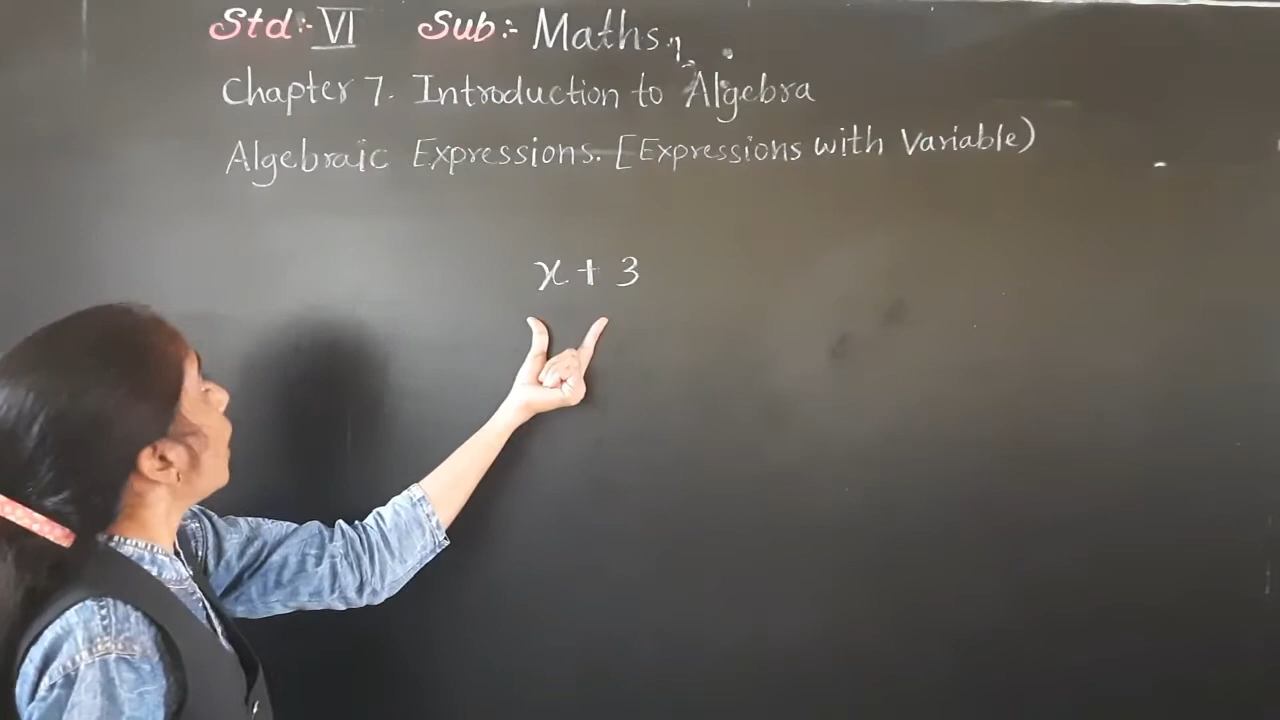 Std:- VI Sub:- Maths.
Chapter 7. Introduction to Algebra
Algebraic Expressions. [Expressions with Variable)
x + 3